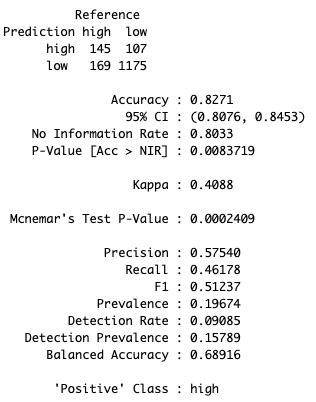 Reference
Prediction high low
high 145 107
low 169 1175
Accuracy : 0.8271
95% CI : (0.8076, 0.8453)
No Information Rate : 0.8033
P-Value [Acc > NIR] : 0.0083719
Kappa : 0.4088
Mcnemar's Test P-Value : 0.0002409
Precision : 0.57540
Recall : 0.46178
F1 : 0.51237
Prevalence : 0.19674
Detection Rate : 0.09085
Detection Prevalence : 0.15789
Balanced Accuracy : 0.68916
'Positive' Class : high